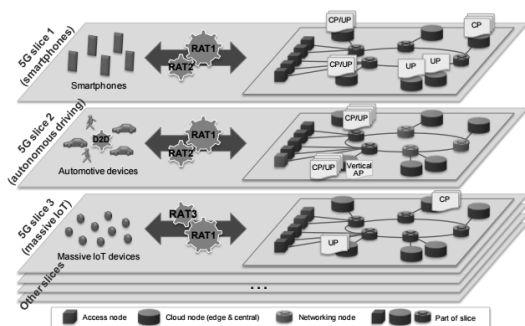 5G slice 1
(smartphones)
Smartphones
RAT1
RAT2
CP/UP
CP
CP/UP
UP
UP
5G slice 2
(autonomous driving)
D2D
Automotive devices
RAT1
RAT2
CP/UP
CP/UP
Vertical
AP
5G slice 3
(massive IoT)
Massive IoT devices
RAT3
RAT1
CP
UP
Other slices
...
Access node
Cloud node (edge & central)
Networking node
Part of slice